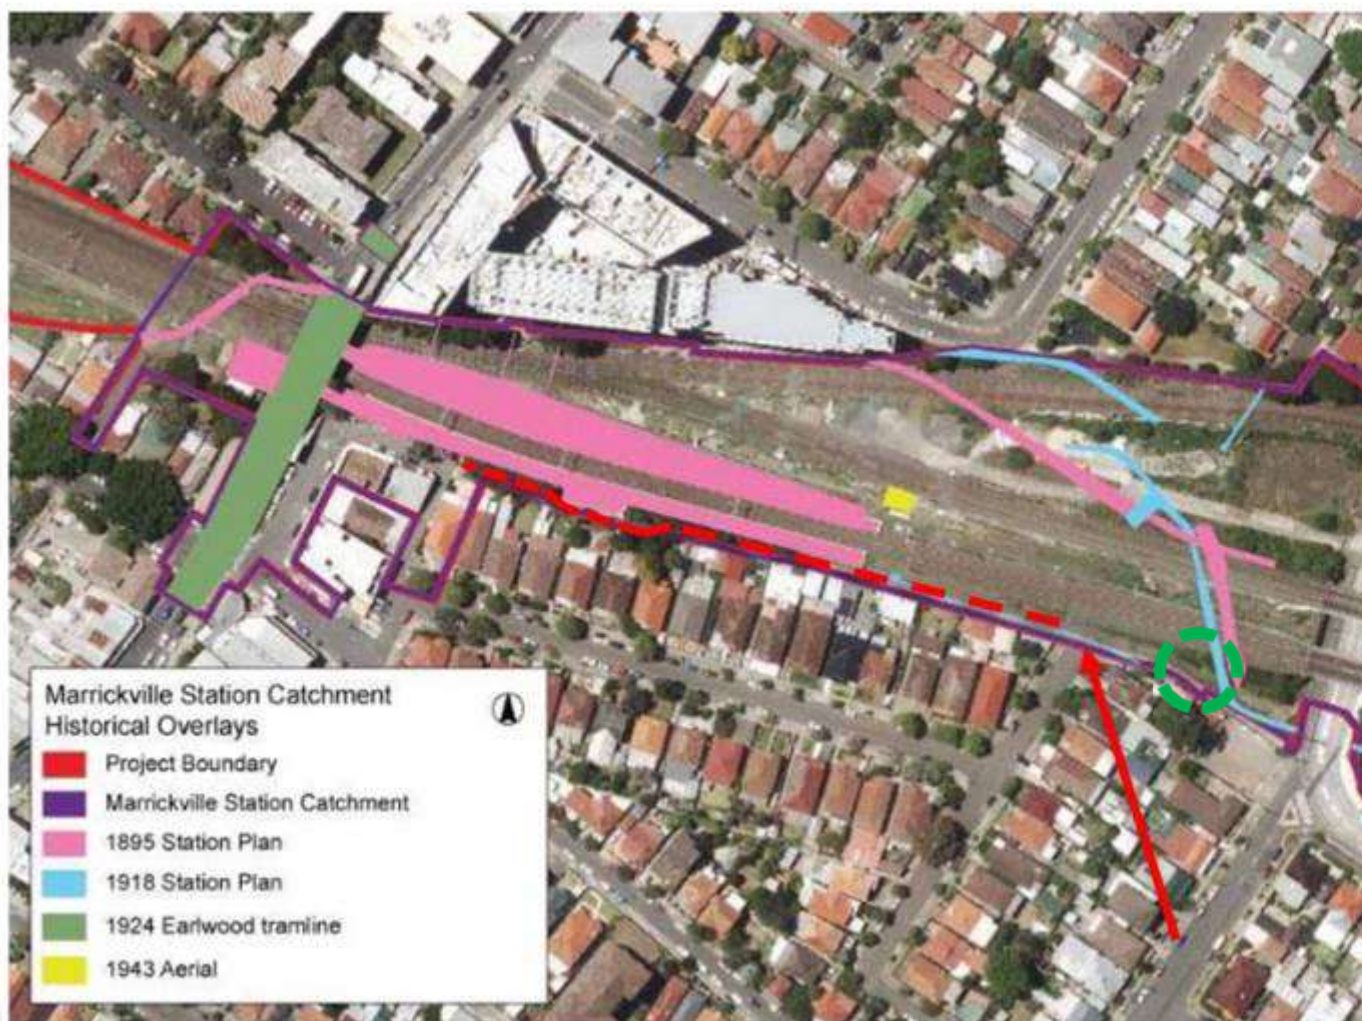 Marrickville Station Catchment
Historical Overlays
Project Boundary
Marrickville Station Catchment
1895 Station Plan
1918 Station Plan
1924 Earlwood tramline
1943 Aerial